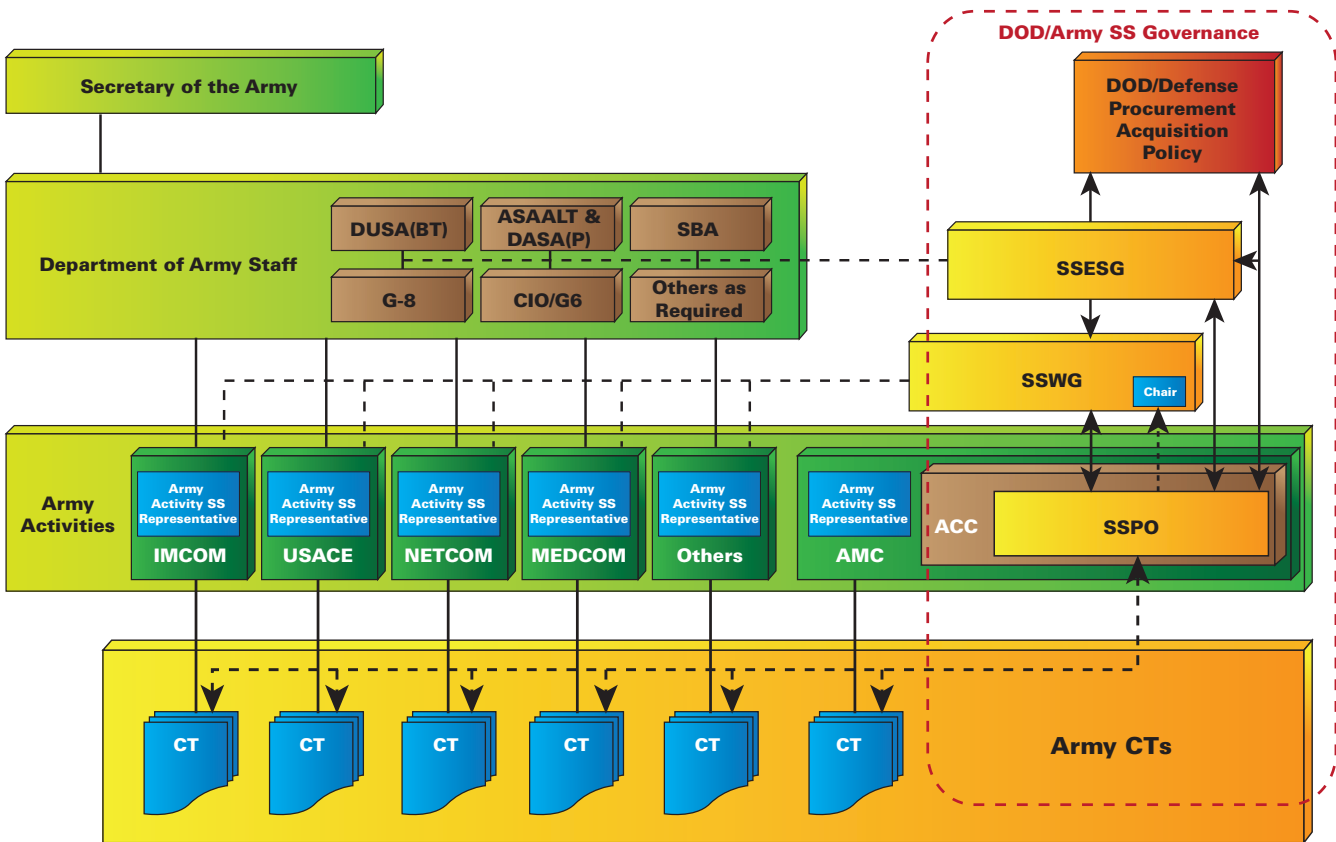 DOD/Army SS Governance
Secretary of the Army
DOD/Defense
Procurement
Acquisition
Policy
Department of Army Staff
DUSA(BT)
ASAALT &
DASA(P)
SBA
G-8
CIO/G6
Others as
Required
SSESG
SSWG
Chair
Army
Activities
Army
Activity SS
Representative
IMCOM
Army
Activity SS
Representative
USACE
Army
Activity SS
Representative
NETCOM
Army
Activity SS
Representative
MEDCOM
Army
Activity SS
Representative
Others
Army
Activity SS
Representative
AMC
ACC
SSPO
CT
CT
CT
CT
CT
CT
Army CTs